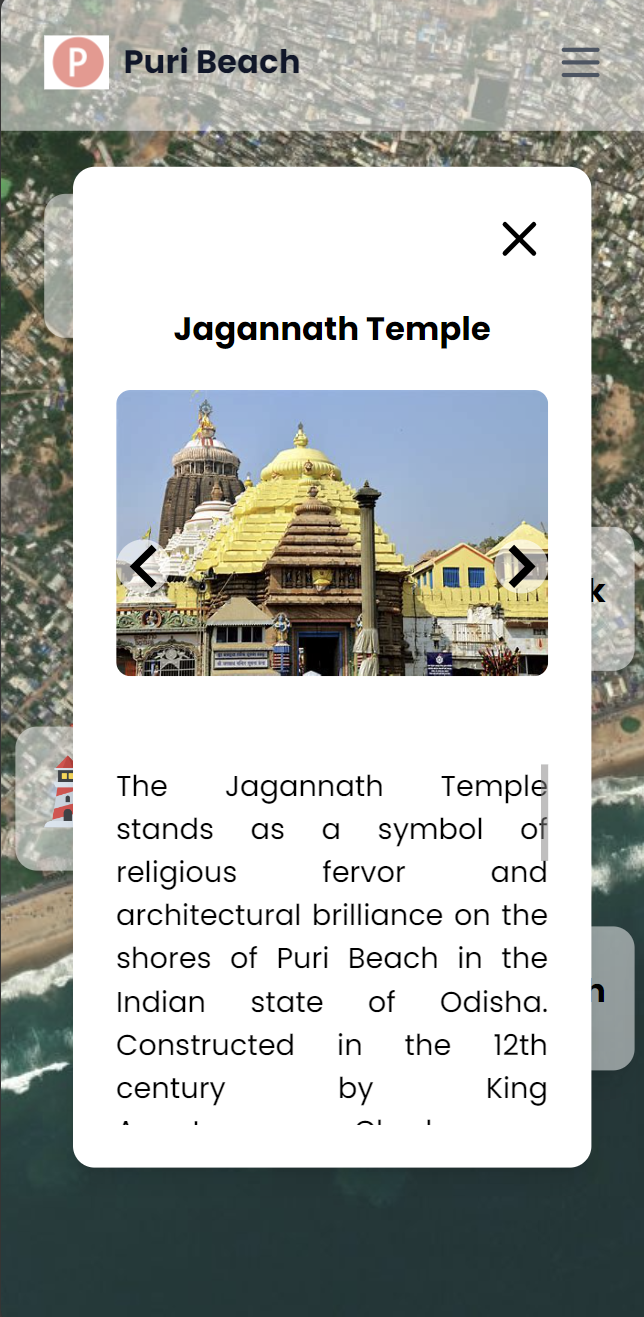 P
Puri Beach
Jagannath Temple
k
The Jagannath Temple
stands as a symbol of
religious fervor and
architectural brilliance on the
shores of Puri Beach in the
n
Indian state of Odisha.
Constructed in the 12th
century by King